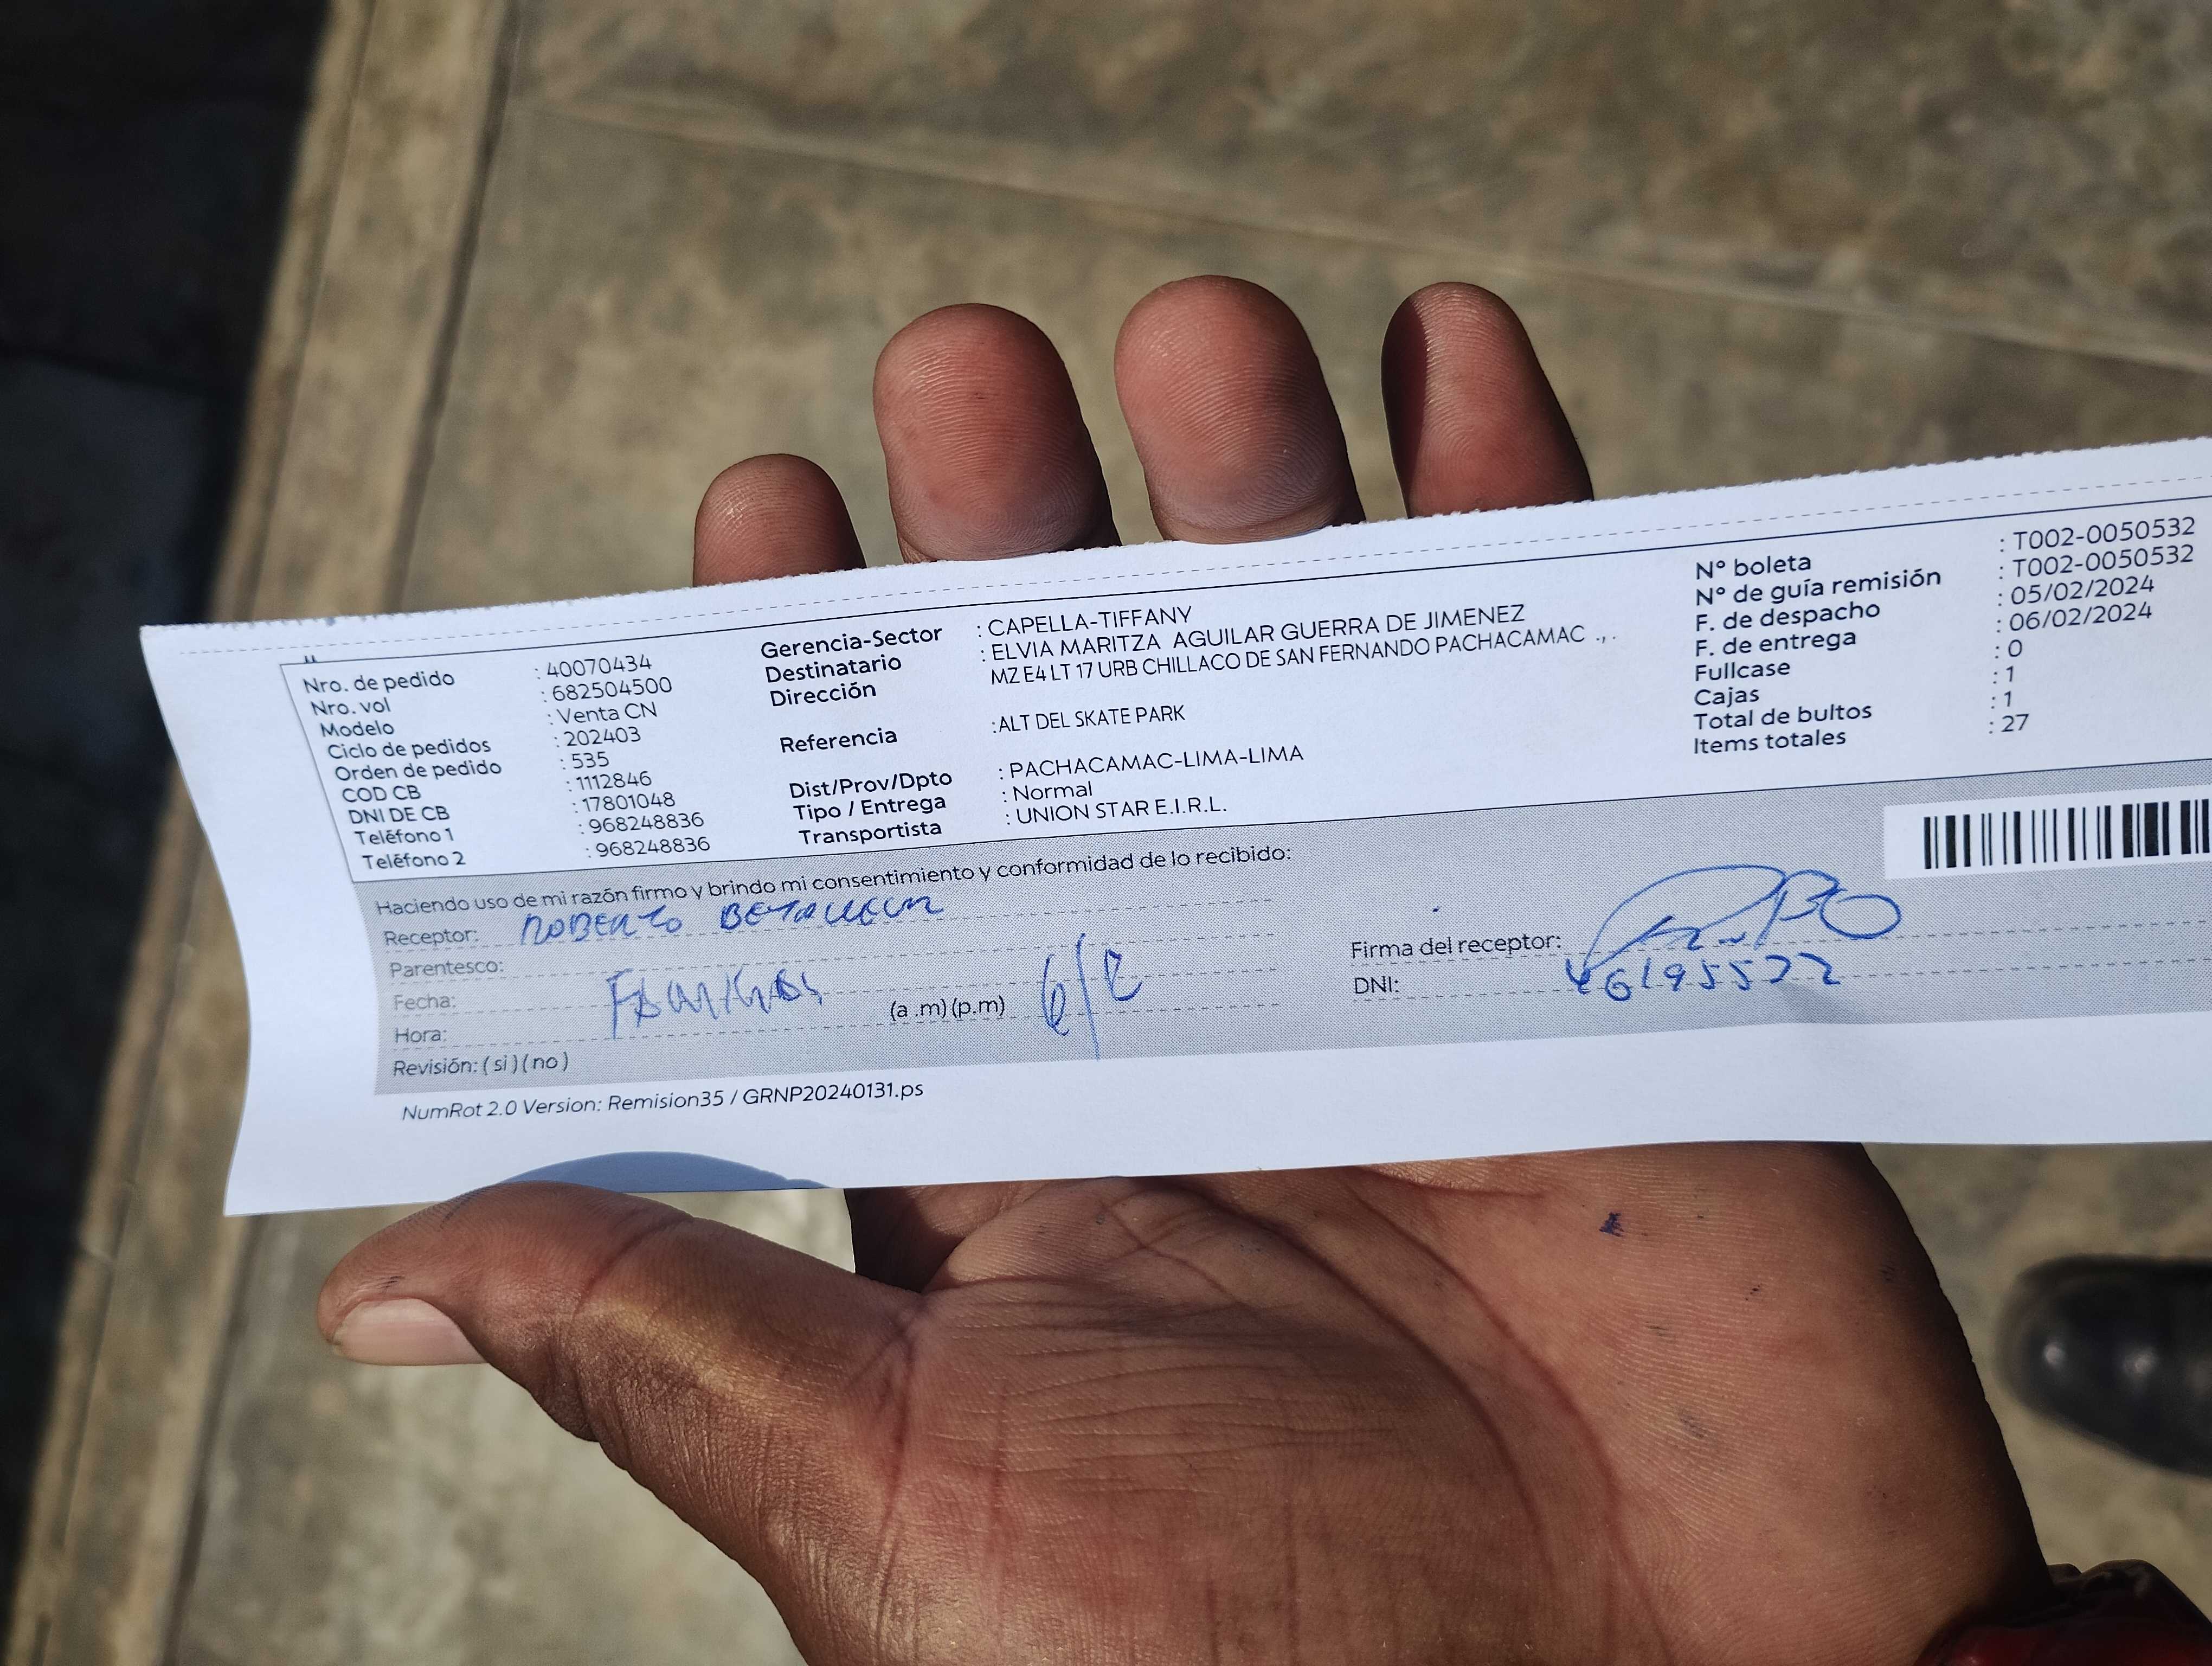 Nro. de pedido : 40070434
Nro. vol : 682504500
Modelo : Venta CN
Ciclo de pedidos : 202403
Orden de pedido : 535
COD CB : 1112846
DNI DE CB : 17801048
Teléfono 1 : 968248836
Teléfono 2 : 968248836
Gerencia-Sector : CAPELLA-TIFFANY
Destinatario : ELVIA MARITZA AGUILAR GUERRA DE JIMENEZ
Dirección MZ E4 LT 17 URB CHILLACO DE SAN FERNANDO PACHACAMAC ., .
Referencia :ALT DEL SKATE PARK
Dist/Prov/Dpto : PACHACAMAC-LIMA-LIMA
Tipo / Entrega : Normal
Transportista : UNION STAR E.I.R.L.
N° boleta : T002-0050532
N° de guía remisión : T002-0050532
F. de despacho : 05/02/2024
F. de entrega : 06/02/2024
Fullcase : 0
Cajas : 1
Total de bultos : 1
Items totales : 27
Haciendo uso de mi razón firmo y brindo mi consentimiento y conformidad de lo recibido:
Receptor: ROBERTO
Parentesco:
Fecha:
Hora: (a .m) (p.m)
Revisión: ( si ) ( no )
Firma del receptor:
DNI:
NumRot 2.0 Version: Remision35 / GRNP20240131.ps